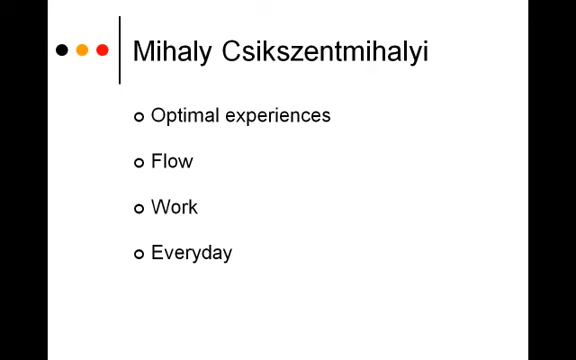 Mihaly Csikszentmihalyi
Optimal experiences
Flow
Work
Everyday